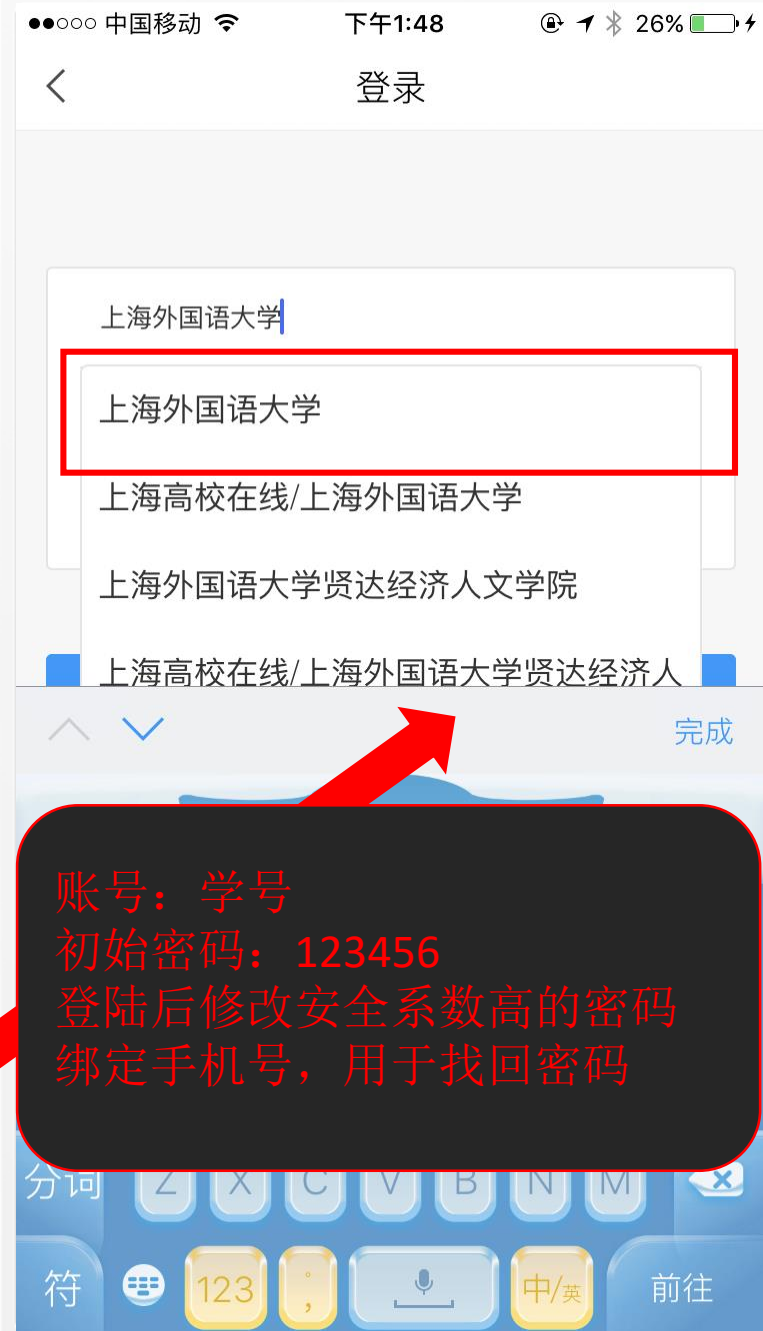 ●●○○○ 中国移动 下午1:48 26%
登录
上海外国语大学
上海外国语大学
上海高校在线/上海外国语大学
上海外国语大学贤达经济人文学院
上海高校在线/上海外国语大学贤达经济人
完成
账号：学号
初始密码：123456
登陆后修改安全系数高的密码
绑定手机号，用于找回密码
分词 Z X C V B N M
符 123 °, 中/英 前往